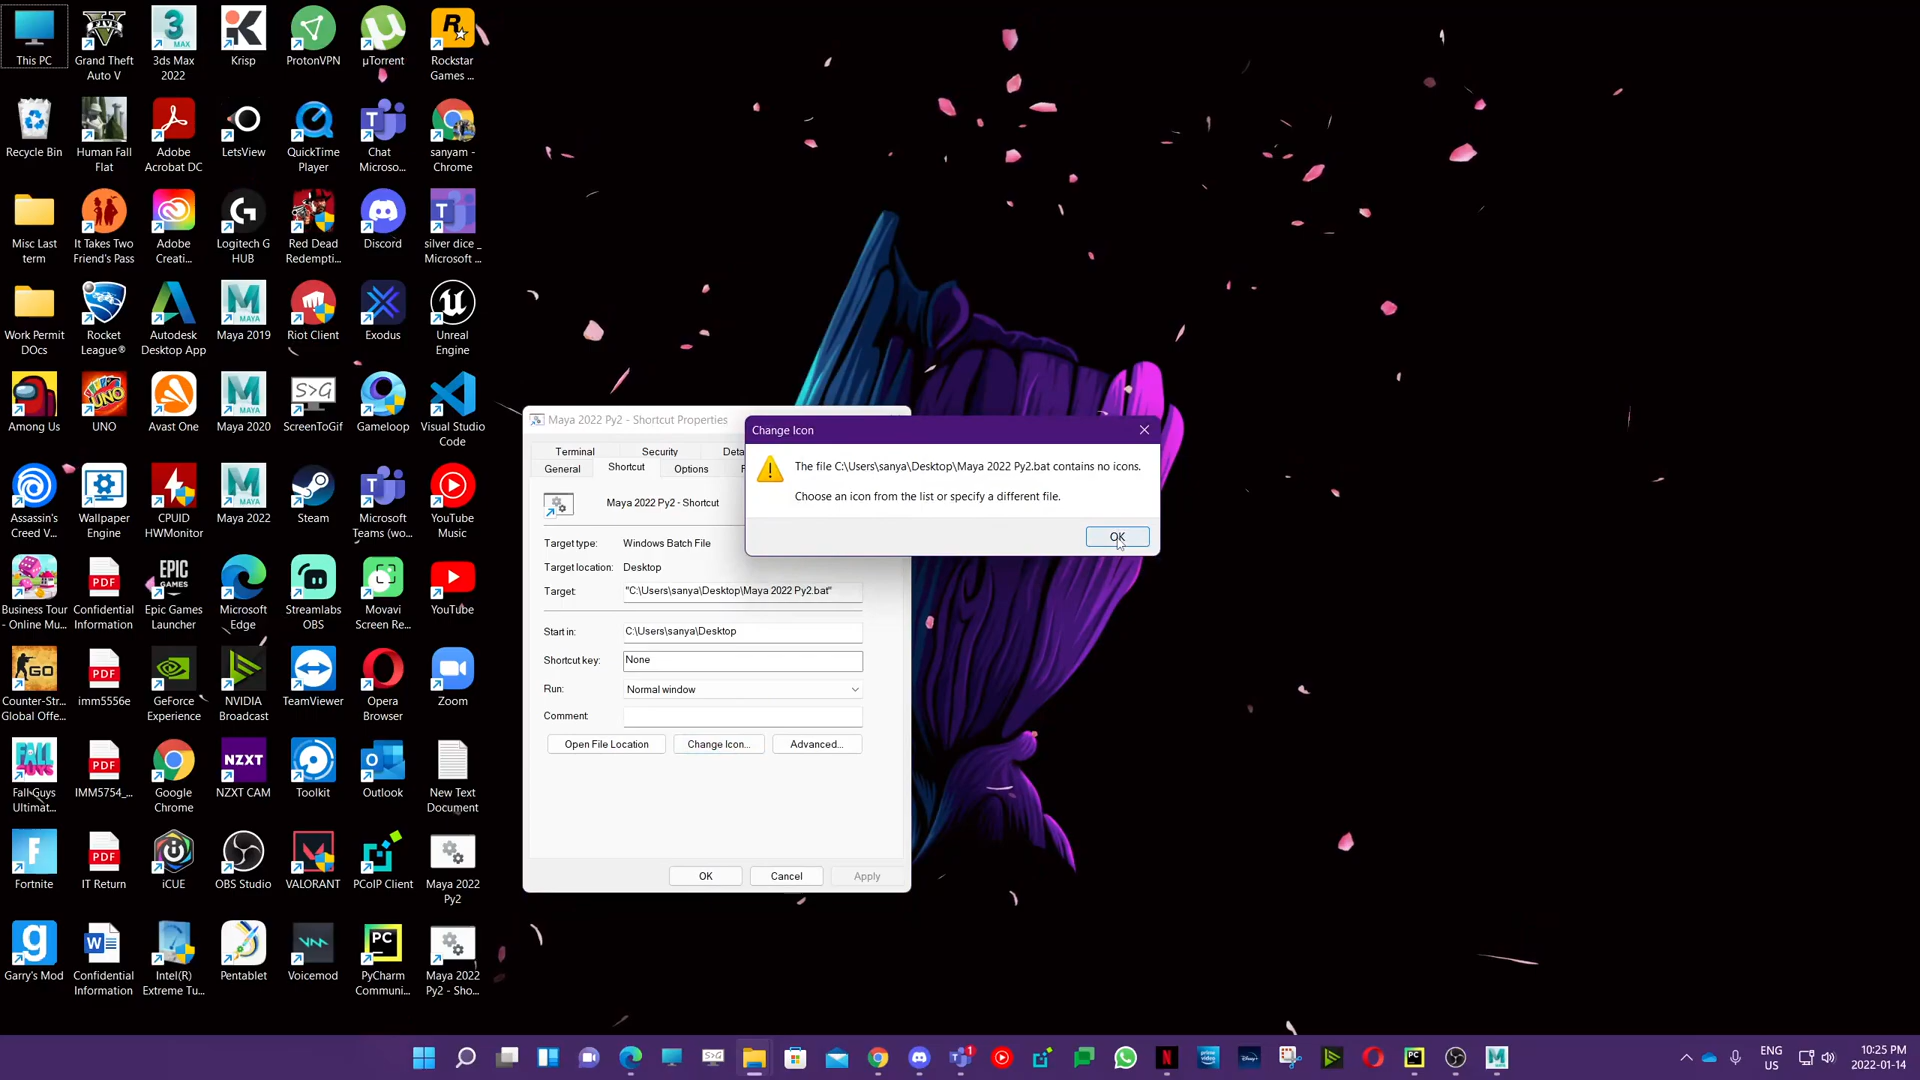 This PC
Grand Theft
Auto V
3ds Max
2022
Krisp
ProtonVPN
µTorrent
Rockstar
Games ...
Recycle Bin
Human Fall
Flat
Adobe
Acrobat DC
LetsView
QuickTime
Player
Chat
Microso...
sanyam -
Chrome
Misc Last
term
It Takes Two
Friend's Pass
Adobe
Creati...
Logitech G
HUB
Red Dead
Redempti...
Discord
silver dice _
Microsoft ...
Work Permit
DOcs
Rocket
League®
Autodesk
Desktop App
Maya 2019
Riot Client
Exodus
Unreal
Engine
Among Us
UNO
Avast One
Maya 2020
ScreenToGif
Gameloop
Visual Studio
Code
Assassin's
Creed V...
Wallpaper
Engine
CPUID
HWMonitor
Maya 2022
Steam
Microsoft
Teams (wo...
YouTube
Music
Business Tour
- Online Mu...
Confidential
Information
Epic Games
Launcher
Microsoft
Edge
Streamlabs
OBS
Movavi
Screen Re...
YouTube
Counter-Str...
Global Offe...
imm5556e
GeForce
Experience
NVIDIA
Broadcast
TeamViewer
Opera
Browser
Zoom
Fall Guys
Ultimat...
IMM5754_...
Google
Chrome
NZXT CAM
Toolkit
Outlook
New Text
Document
Fortnite
IT Return
iCUE
OBS Studio
VALORANT
PCoIP Client
Maya 2022
Py2
Garry's Mod
Confidential
Information
Intel(R)
Extreme Tu...
Pentablet
Voicemod
PyCharm
Communi...
Maya 2022
Py2 - Sho...
Maya 2022 Py2 - Shortcut Properties
Terminal
Security
Deta
General
Shortcut
Options
Maya 2022 Py2 - Shortcut
Target type: Windows Batch File
Target location: Desktop
Target: "C:\Users\sanya\Desktop\Maya 2022 Py2.bat"
Start in: C:\Users\sanya\Desktop
Shortcut key: None
Run: Normal window
Comment:
Open File Location
Change Icon...
Advanced...
OK
Cancel
Apply
Change Icon
The file C:\Users\sanya\Desktop\Maya 2022 Py2.bat contains no icons.
Choose an icon from the list or specify a different file.
OK
ENG
US
10:25 PM
2022-01-14